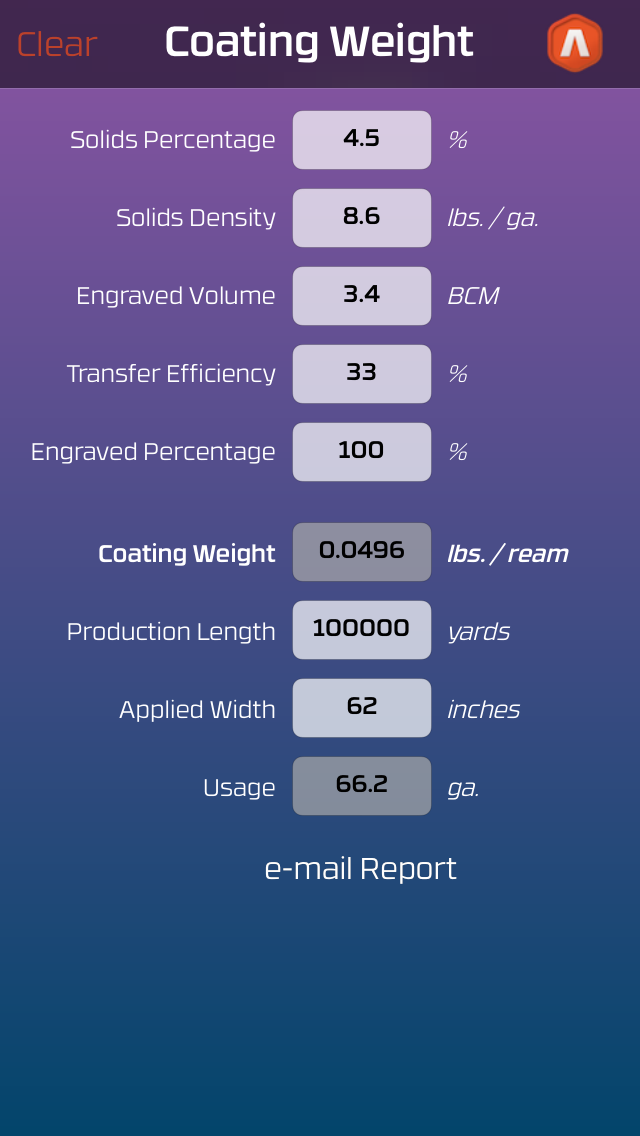 Clear Coating Weight
Solids Percentage 4.5 %
Solids Density 8.6 lbs. / ga.
Engraved Volume 3.4 BCM
Transfer Efficiency 33 %
Engraved Percentage 100 %
Coating Weight 0.0496 lbs. / ream
Production Length 100000 yards
Applied Width 62 inches
Usage 66.2 ga.
e-mail Report